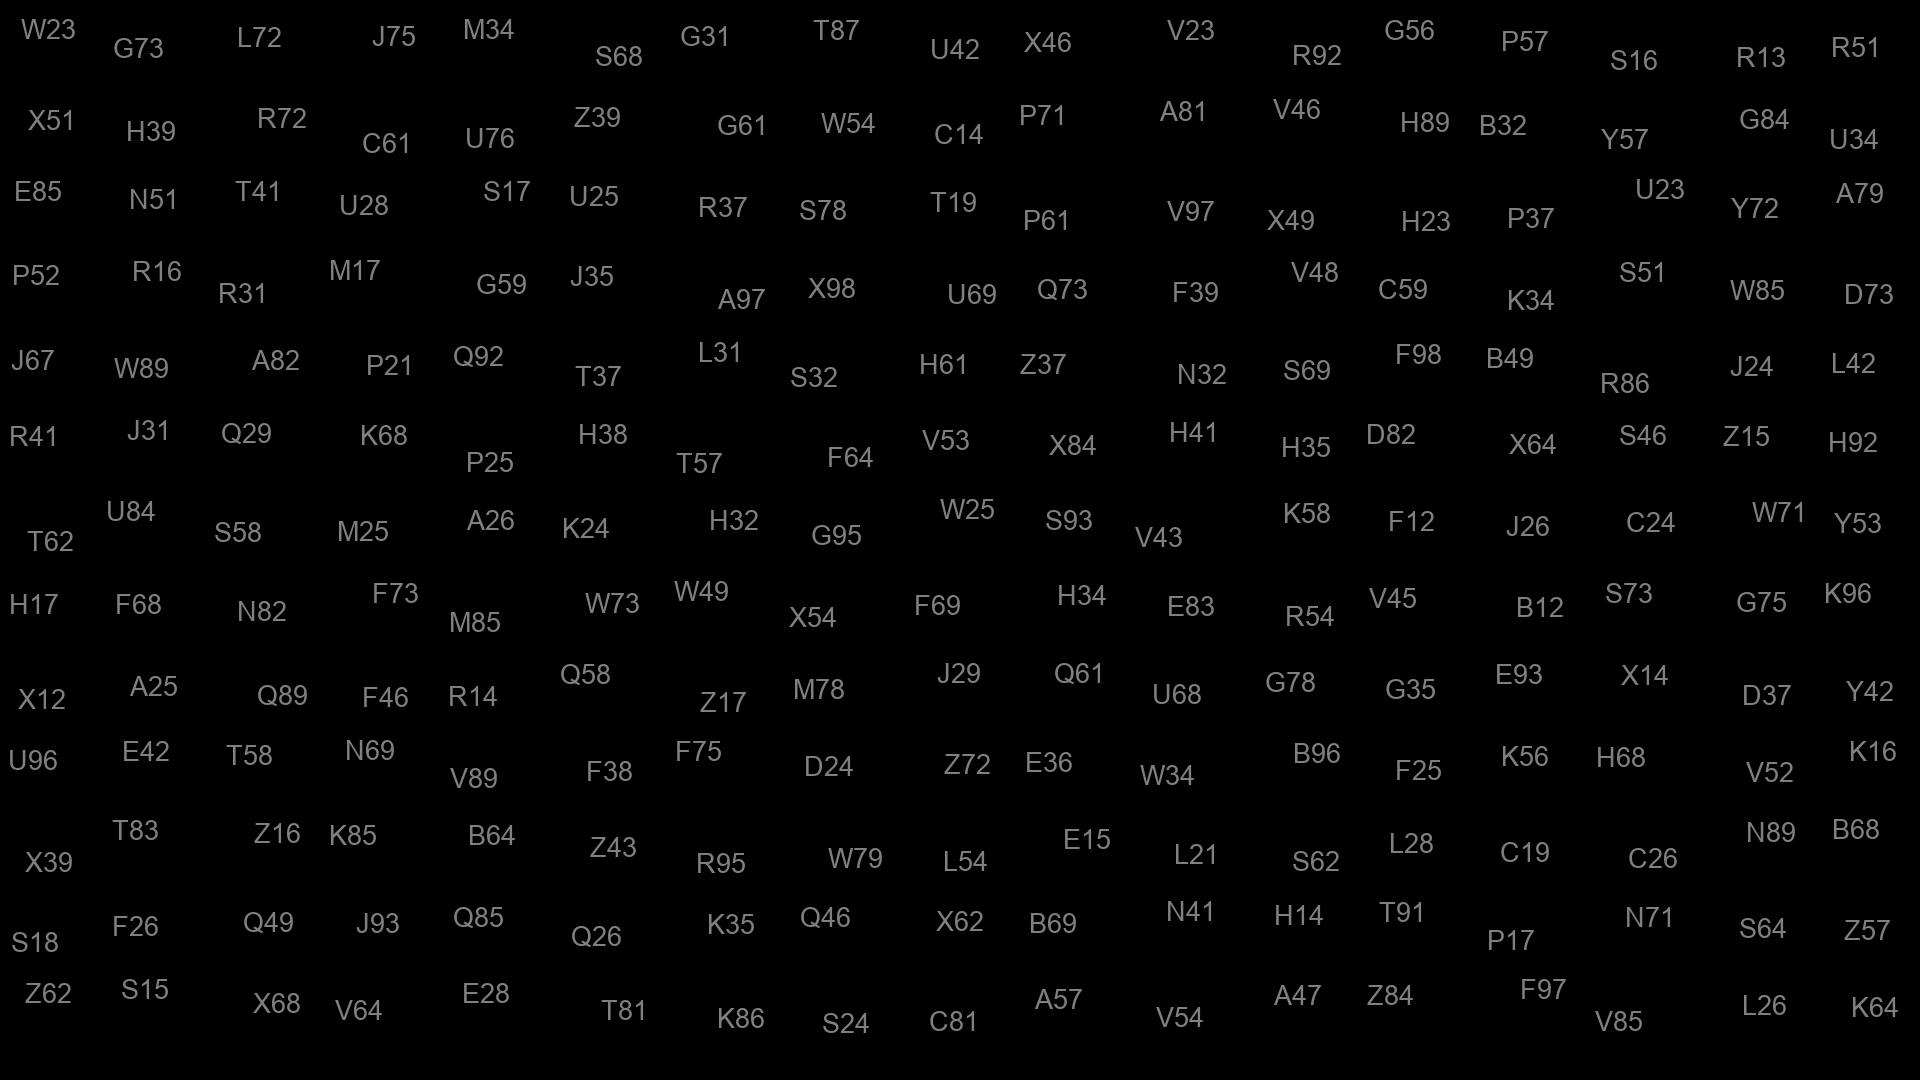 W23 G73 L72 J75 M34 S68 G31 T87 U42 X46 V23 R92 G56 P57 S16 R13 R51
X51 H39 R72 C61 U76 Z39 G61 W54 C14 P71 A81 V46 H89 B32 Y57 G84 U34
E85 N51 T41 U28 S17 U25 R37 S78 T19 P61 V97 X49 H23 P37 U23 Y72 A79
P52 R16 R31 M17 G59 J35 A97 X98 U69 Q73 F39 V48 C59 K34 S51 W85 D73
J67 W89 A82 P21 Q92 T37 L31 S32 H61 Z37 N32 S69 F98 B49 R86 J24 L42
R41 J31 Q29 K68 P25 H38 T57 F64 V53 X84 H41 H35 D82 X64 S46 Z15 H92
T62 U84 S58 M25 A26 K24 H32 G95 W25 S93 V43 K58 F12 J26 C24 W71 Y53
H17 F68 N82 F73 M85 W73 W49 X54 F69 H34 E83 R54 V45 B12 S73 G75 K96
X12 A25 Q89 F46 R14 Q58 Z17 M78 J29 Q61 U68 G78 G35 E93 X14 D37 Y42
U96 E42 T58 N69 V89 F38 F75 D24 Z72 E36 W34 B96 F25 K56 H68 V52 K16
X39 T83 Z16 K85 B64 Z43 R95 W79 L54 E15 L21 S62 L28 C19 C26 N89 B68
S18 F26 Q49 J93 Q85 Q26 K35 Q46 X62 B69 N41 H14 T91 P17 N71 S64 Z57
Z62 S15 X68 V64 E28 T81 K86 S24 C81 A57 V54 A47 Z84 F97 V85 L26 K64